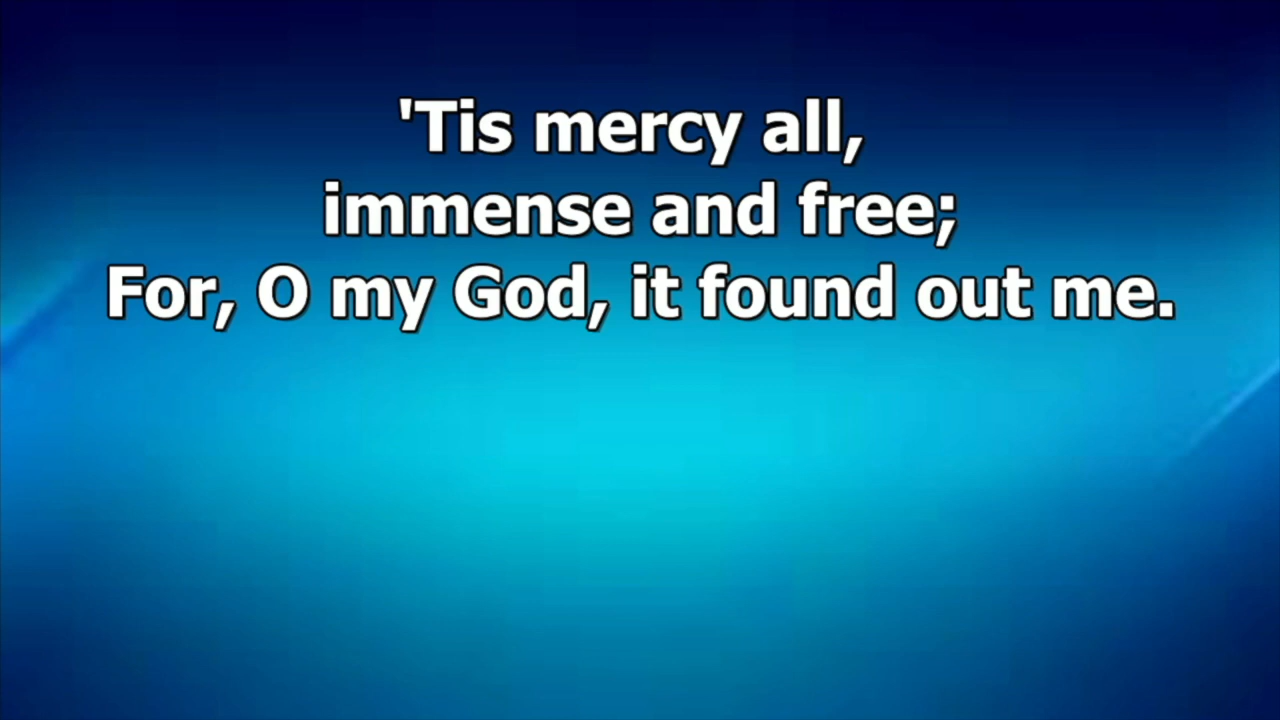 'Tis mercy all,
immense and free;
For, O my God, it found out me.